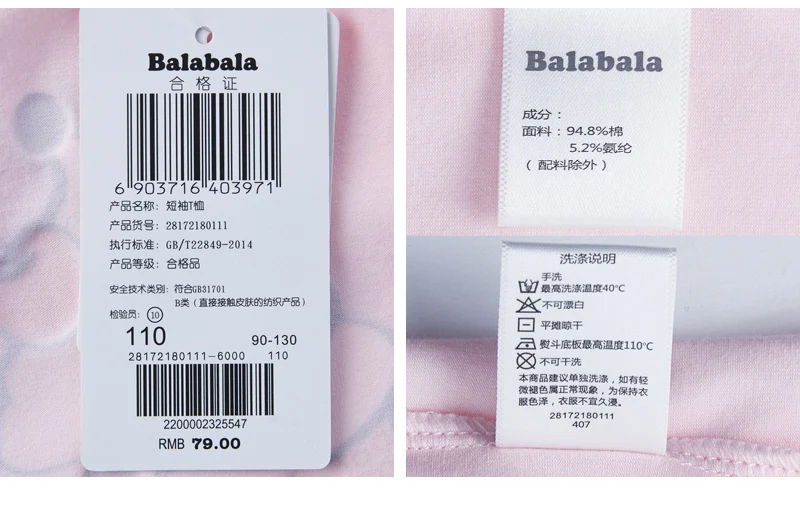 Balabala
合格证
6 903716 403971
产品名称: 短袖T恤
产品货号: 28172180111
执行标准: GB/T22849-2014
产品等级: 合格品
安全技术类别: 符合GB31701
B类（直接接触皮肤的纺织产品）
检验员: 10
110 90-130
28172180111-6000 110
2200002325547
RMB 79.00
Balabala
成分：
面料：94.8%棉
5.2%氨纶
（配料除外）
洗涤说明
手洗
最高洗涤温度40℃
不可漂白
平摊晾干
熨斗底板最高温度110℃
不可干洗
本商品建议单独洗涤，如有轻
微褪色属正常现象，为保持衣
服色泽，衣服不宜久浸。
28172180111
407